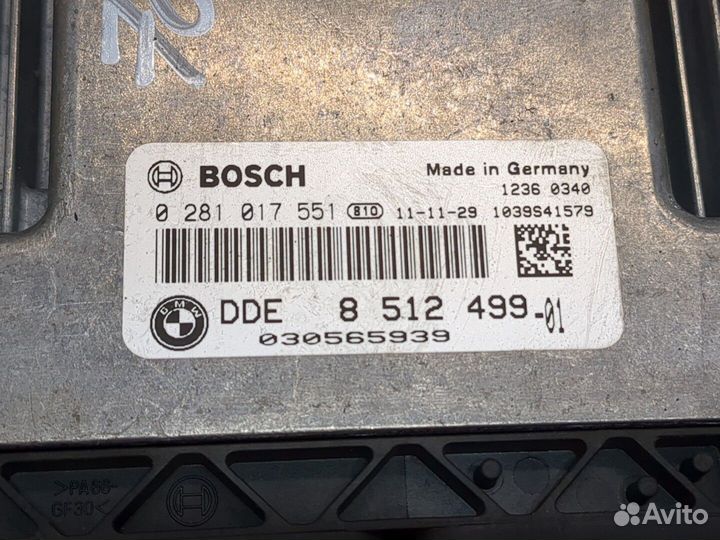 BOSCH Made in Germany
1236 0340
0 281 017 551 810 11-11-29 1039S41579
BMW DDE 8 512 499-01
030565939
>PA66-
GF30<
Avito